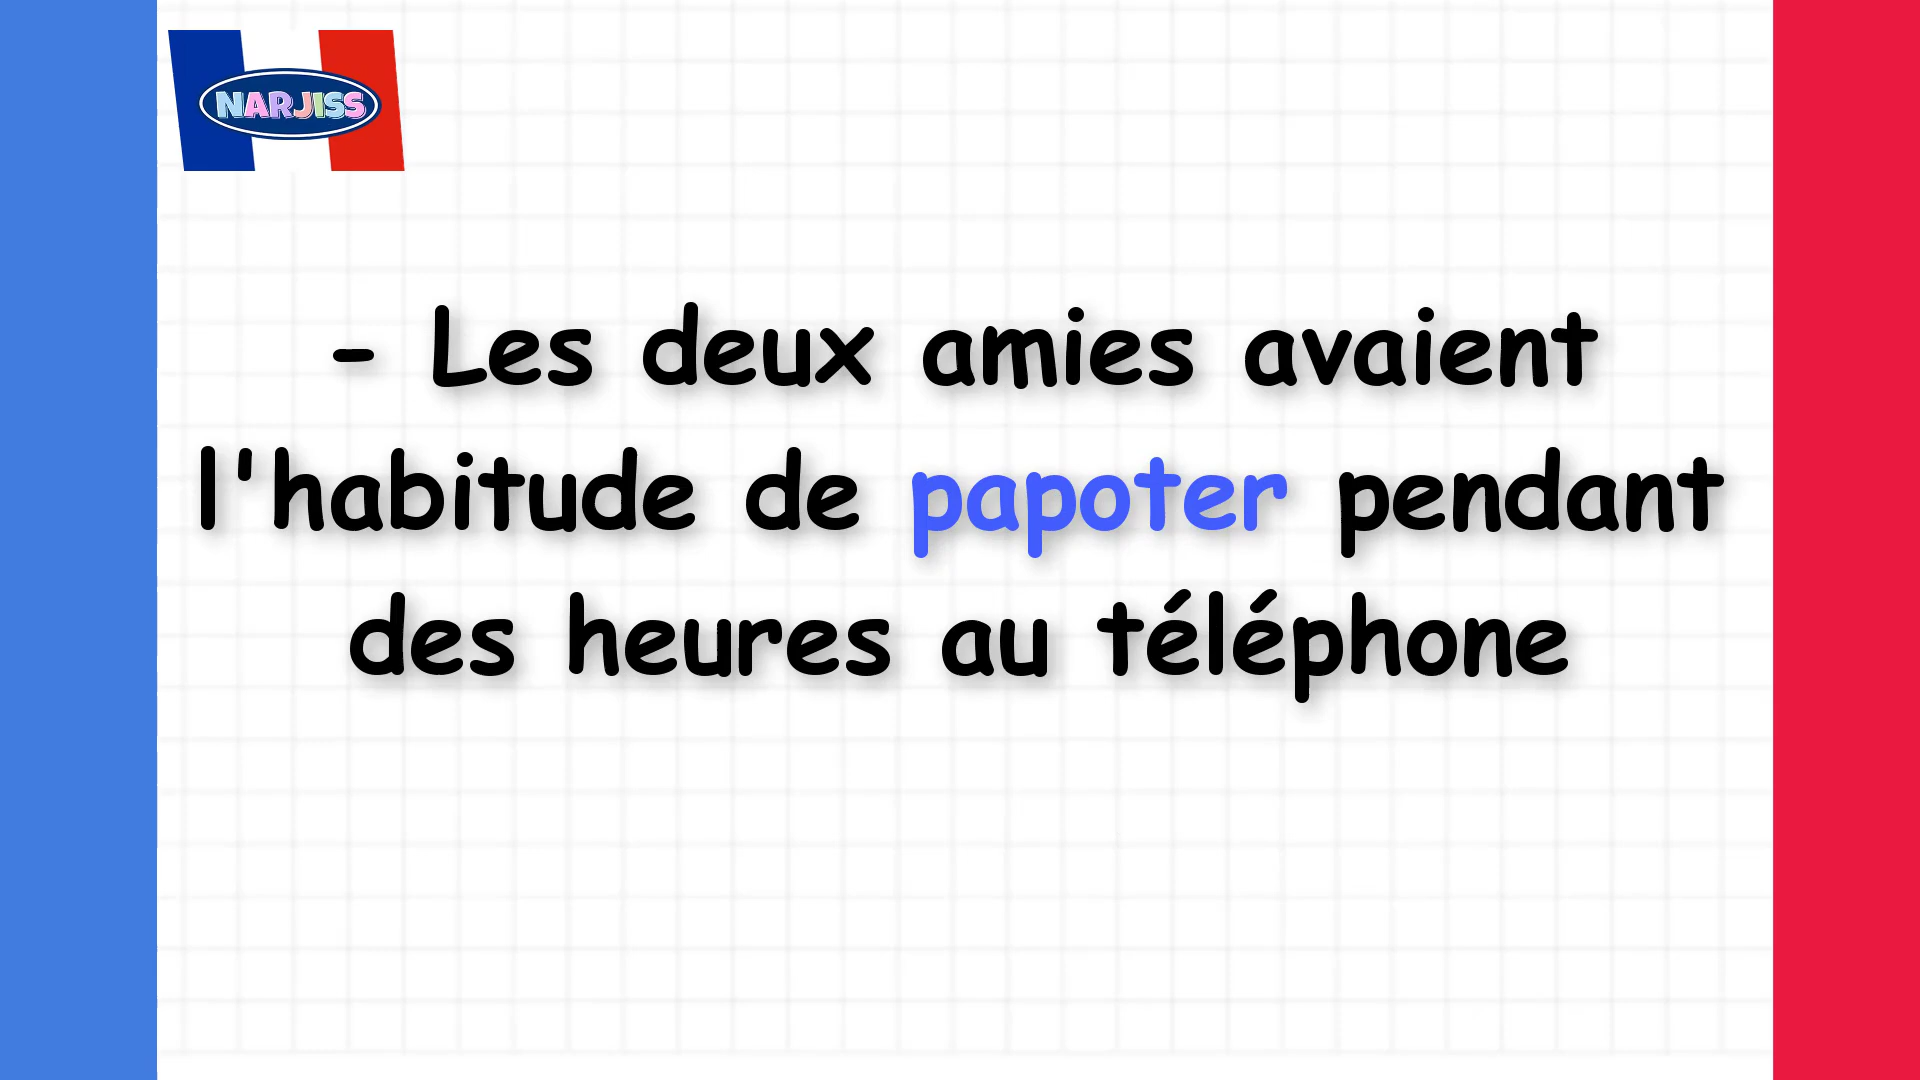 NARJISS
- Les deux amies avaient
l'habitude de papoter pendant
des heures au téléphone